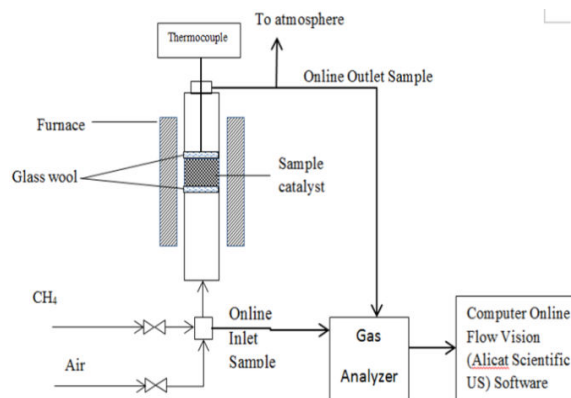 To atmosphere
Thermocouple
Online Outlet Sample
Furnace
Glass wool
Sample
catalyst
CH₄
Online
Inlet
Sample
Air
Gas
Analyzer
Computer Online
Flow Vision
(Alicat Scientific
US) Software